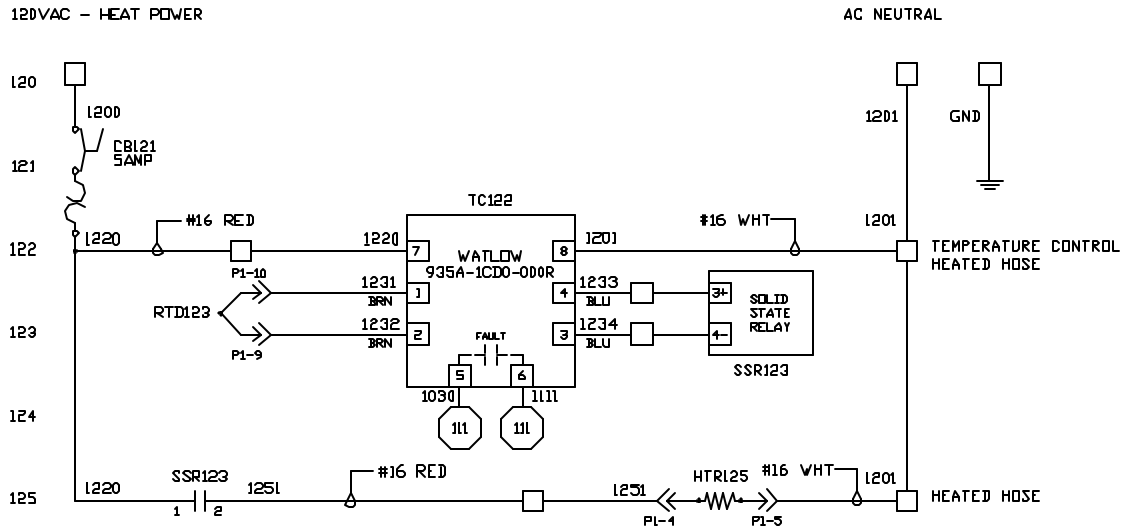 120VAC - HEAT POWER
AC NEUTRAL
120
1200
1201
GND
CB121
5AMP
121
TC122
#16 RED
#16 WHT
1201
1220
1220
1201
122
7
WATLOW
8
TEMPERATURE CONTROL
935A-1CD0-000R
HEATED HOSE
P1-10
1231
1233
BRN
1
4
BLU
3+
SOLID
RTD123
STATE
1232
1234
RELAY
123
BRN
2
FAULT
3
BLU
4-
P1-9
5
6
SSR123
1030
1111
124
111
111
SSR123
#16 RED
HTR125
#16 WHT
1220
1251
1251
1201
125
HEATED HOSE
1
2
P1-4
P1-5